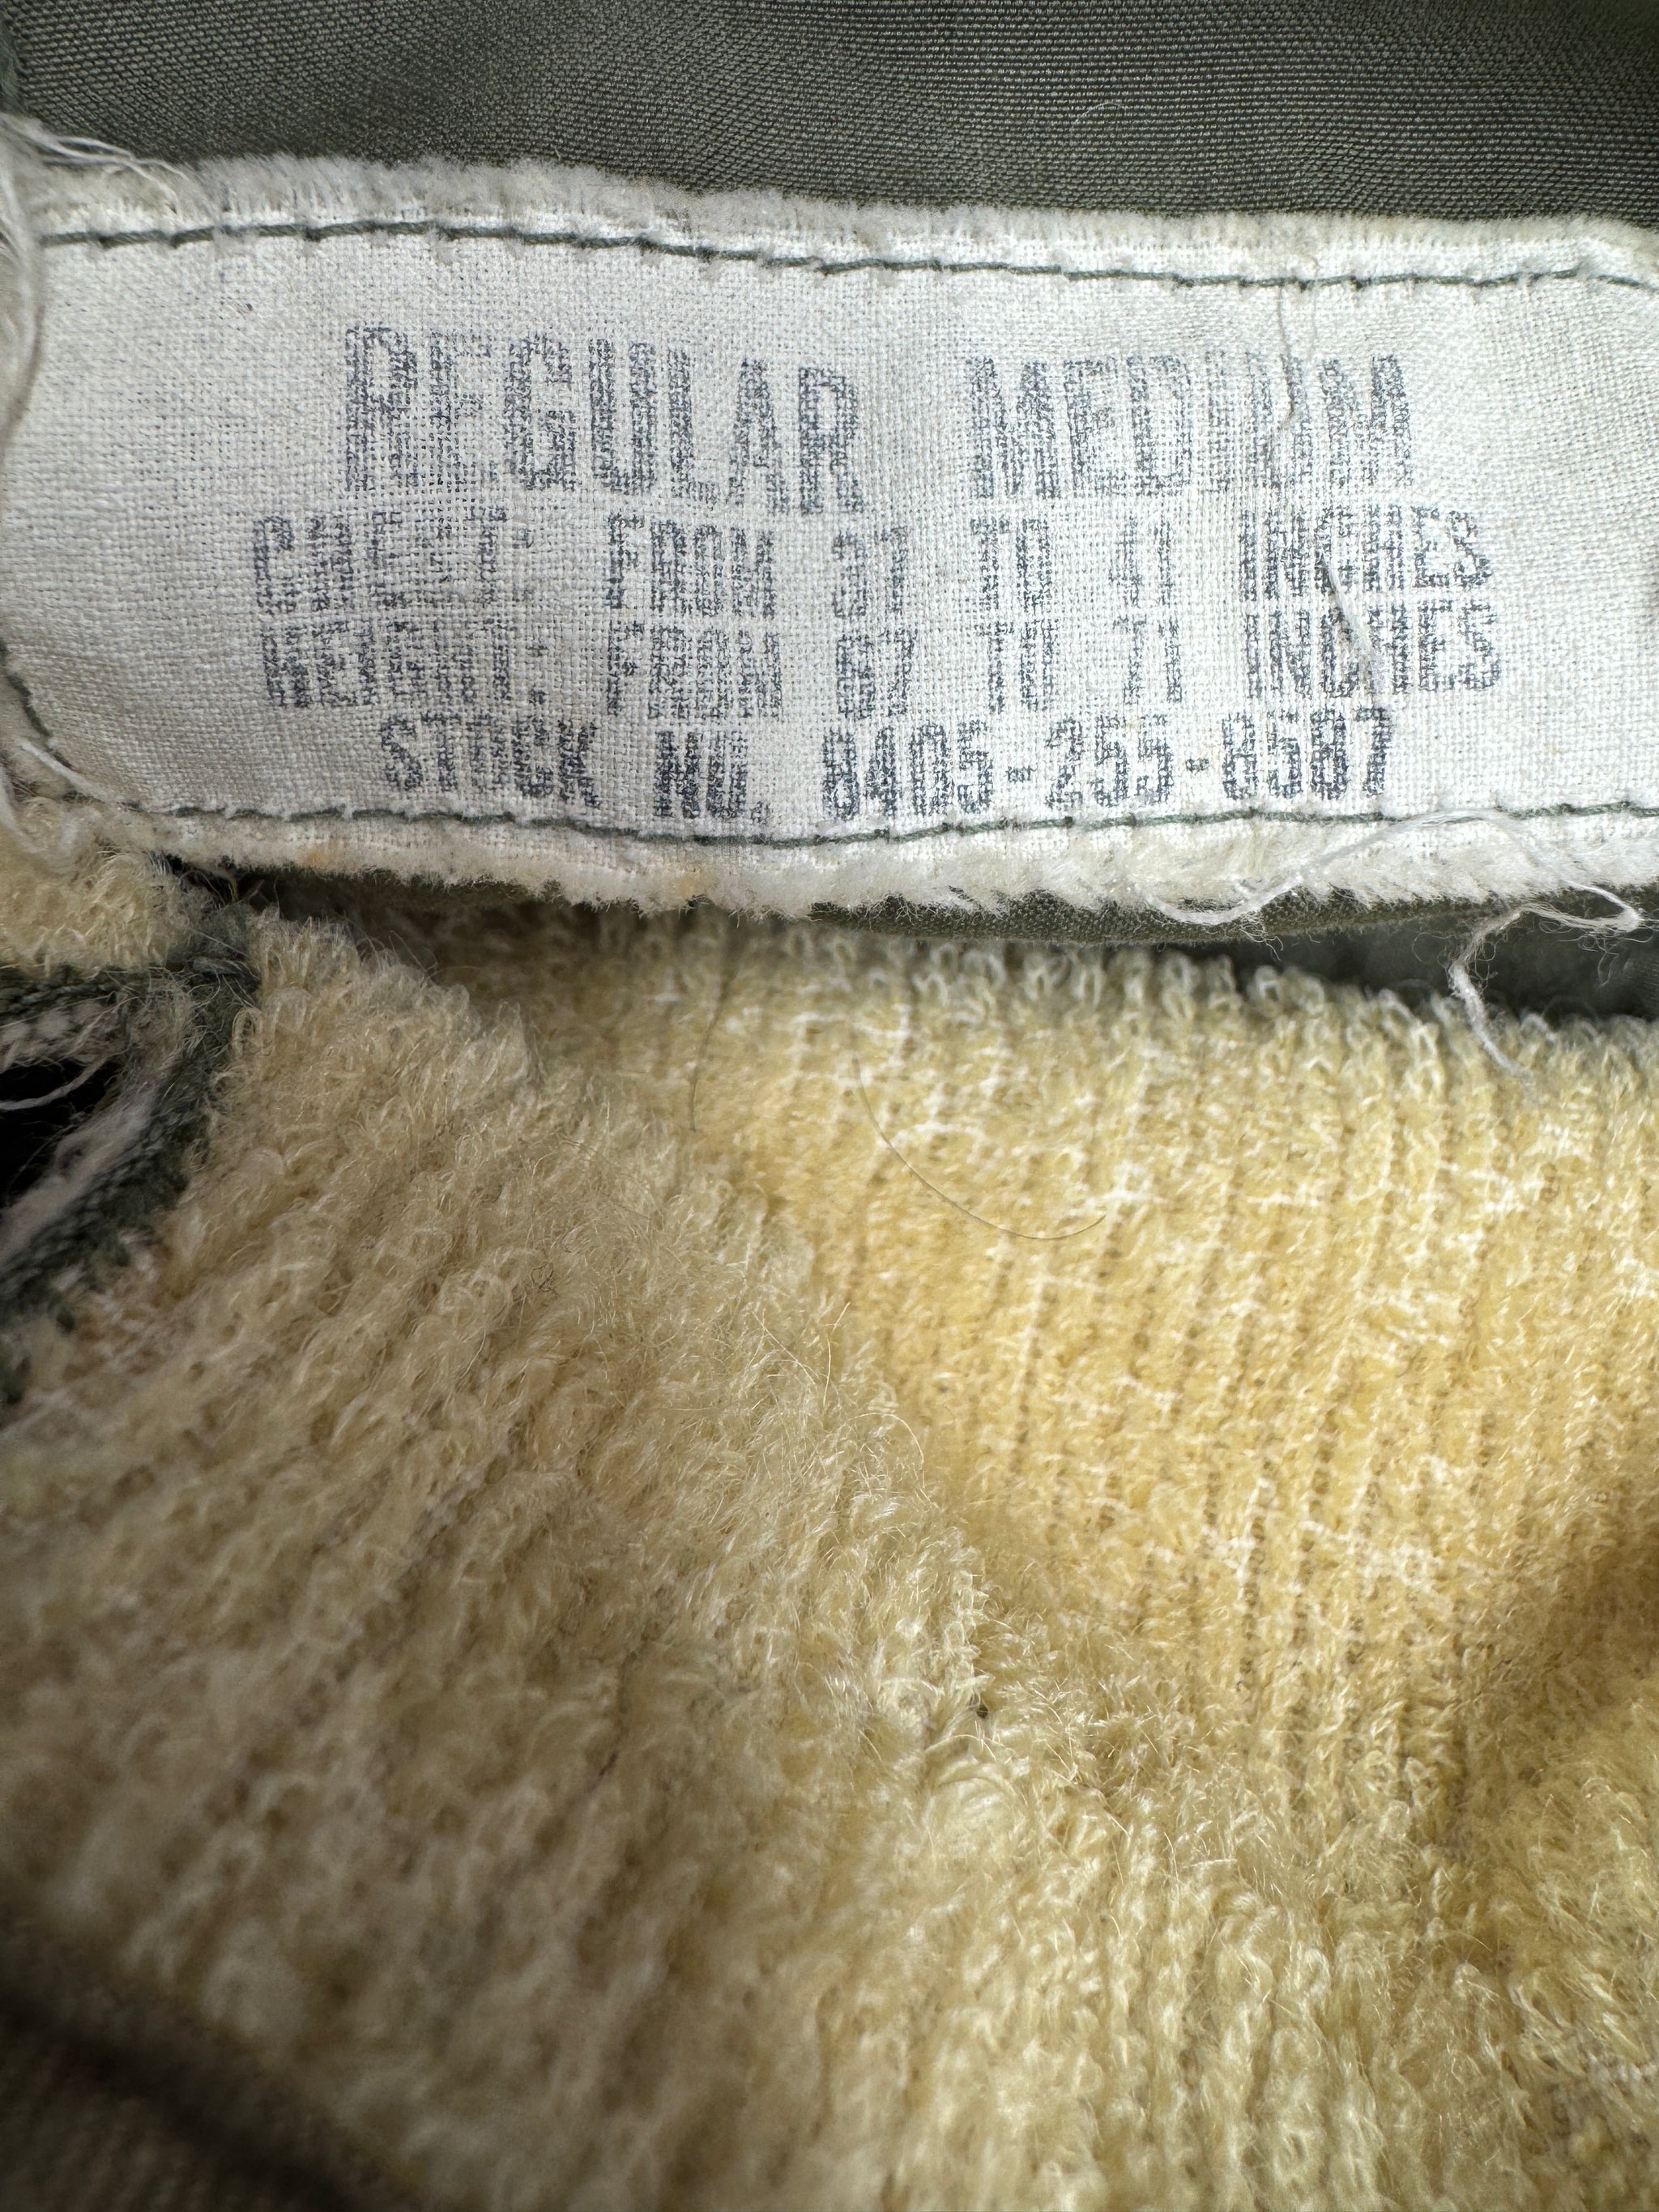 REGULAR MEDIUM
CHEST: FROM 37 TO 41 INCHES
HEIGHT: FROM 67 TO 71 INCHES
STOCK NO. 8405-255-8587